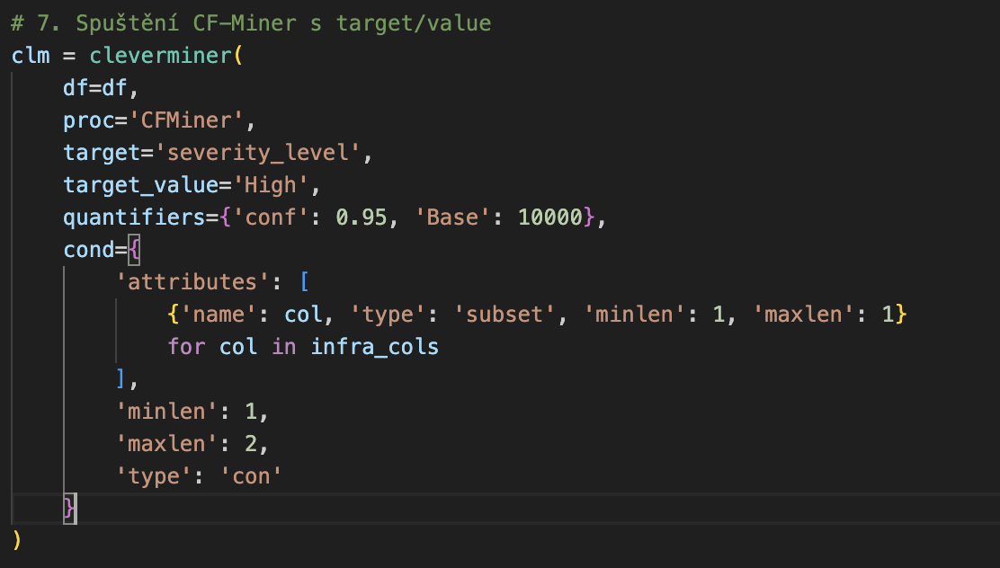 # 7. Spuštění CF-Miner s target/value
clm = cleverminer(
    df=df,
    proc='CFMiner',
    target='severity_level',
    target_value='High',
    quantifiers={'conf': 0.95, 'Base': 10000},
    cond={
        'attributes': [
            {'name': col, 'type': 'subset', 'minlen': 1, 'maxlen': 1}
            for col in infra_cols
        ],
        'minlen': 1,
        'maxlen': 2,
        'type': 'con'
    }
)